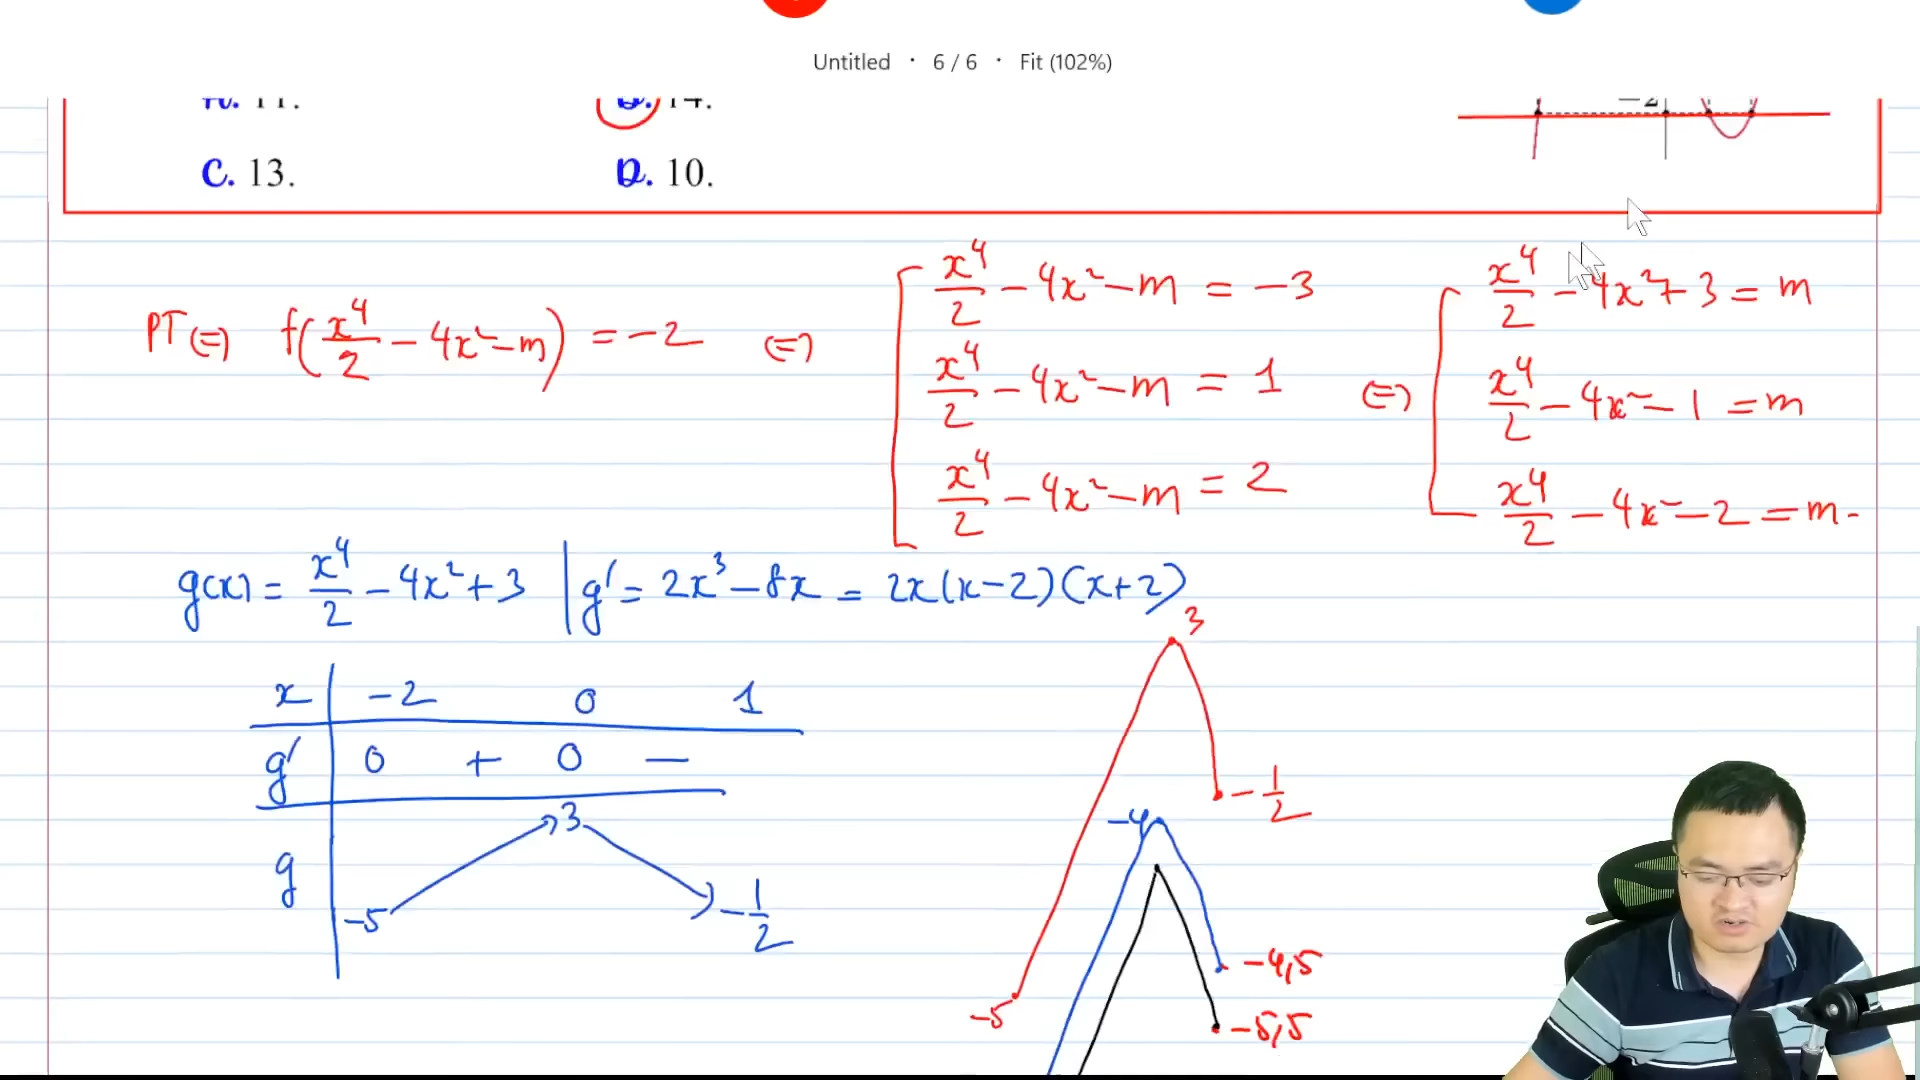 Untitled · 6 / 6 · Fit (102%)
−2
C. 13.
D. 10.
PT ⇔ f(x⁴/2 − 4x² − m) = −2 ⇔
x⁴/2 − 4x² − m = −3
x⁴/2 − 4x² − m = 1
x⁴/2 − 4x² − m = 2
⇔
x⁴/2 − 4x² + 3 = m
x⁴/2 − 4x² − 1 = m
x⁴/2 − 4x² − 2 = m.
g(x) = x⁴/2 − 4x² + 3 | g' = 2x³ − 8x = 2x(x−2)(x+2)
x | −2 0 1
g' | 0 + 0 −
g | −5 3 −1/2
3
−1/2
−5
−4,5
−5,5